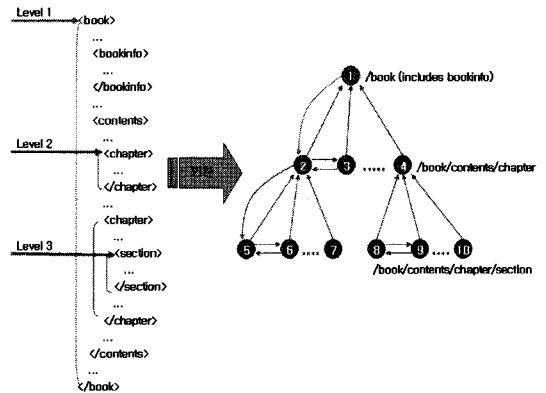 Level 1
<book>
...
<bookinfo>
...
</bookinfo>
...
<contents>
...
Level 2
<chapter>
...
</chapter>
...
<chapter>
...
Level 3
<section>
...
</section>
...
</chapter>
...
</contents>
...
</book>
1 /book (includes bookinfo)
2 3 ..... 4 /book/contents/chapter
5 6 .... 7 8 9 .... 10
/book/contents/chapter/section